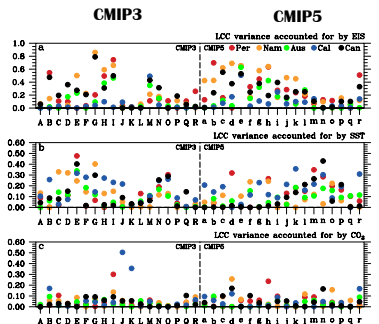 CMIP3 CMIP5
LCC variance accounted for by EIS
1.0 a CMIP3 CMIP5 Per Nam Aus Cal Can
0.8
0.6
0.4
0.2
0.0
A B C D E F G H I J K L M N O P Q R a b c d e f g h i j k l m n o p q r
LCC variance accounted for by SST
0.60 b CMIP3 CMIP5
0.50
0.40
0.30
0.20
0.10
0.00
A B C D E F G H I J K L M N O P Q R a b c d e f g h i j k l m n o p q r
LCC variance accounted for by CO₂
0.60 c CMIP3 CMIP5
0.50
0.40
0.30
0.20
0.10
0.00
A B C D E F G H I J K L M N O P Q R a b c d e f g h i j k l m n o p q r